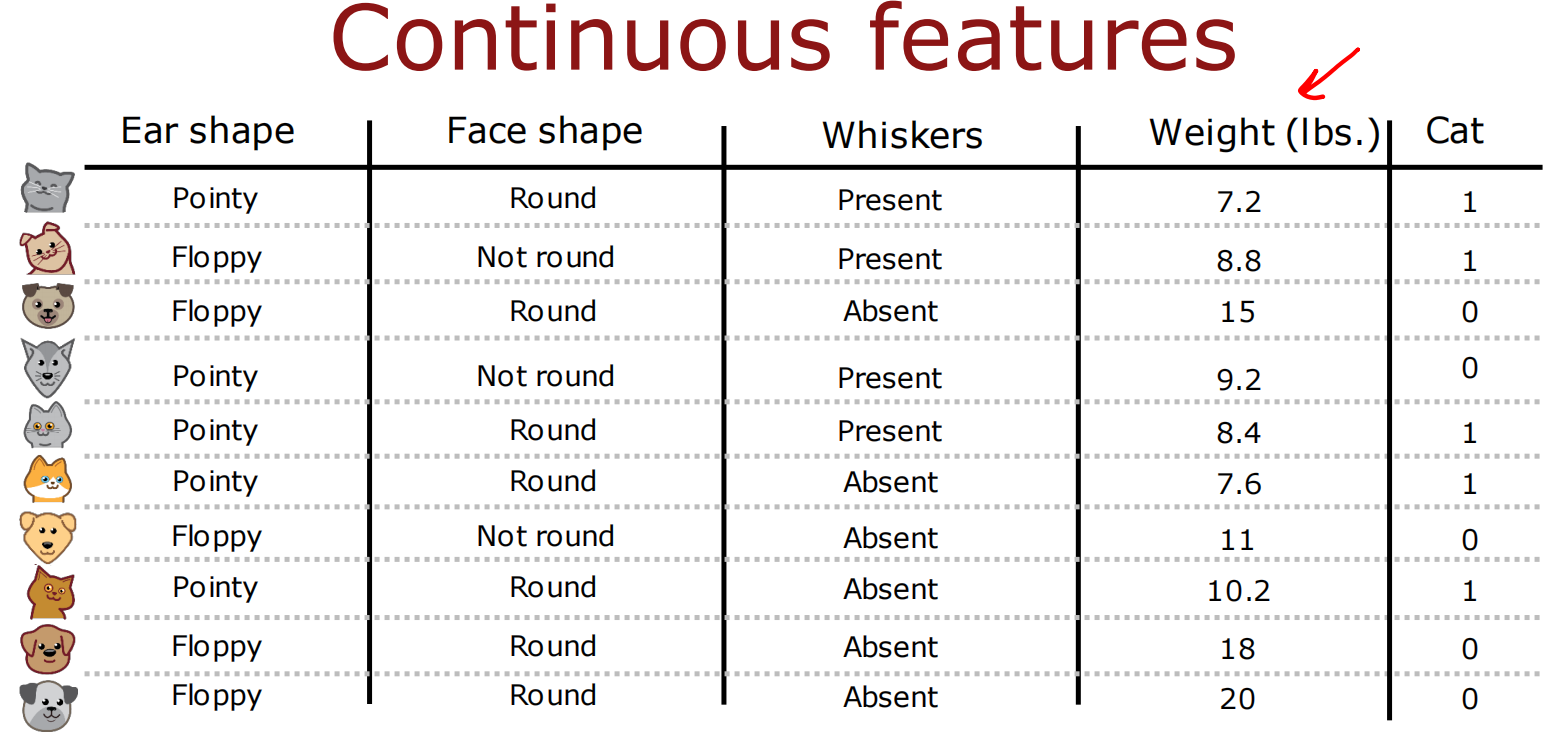 Continuous features
Ear shape Face shape Whiskers Weight (lbs.) Cat
Pointy Round Present 7.2 1
Floppy Not round Present 8.8 1
Floppy Round Absent 15 0
Pointy Not round Present 9.2 0
Pointy Round Present 8.4 1
Pointy Round Absent 7.6 1
Floppy Not round Absent 11 0
Pointy Round Absent 10.2 1
Floppy Round Absent 18 0
Floppy Round Absent 20 0